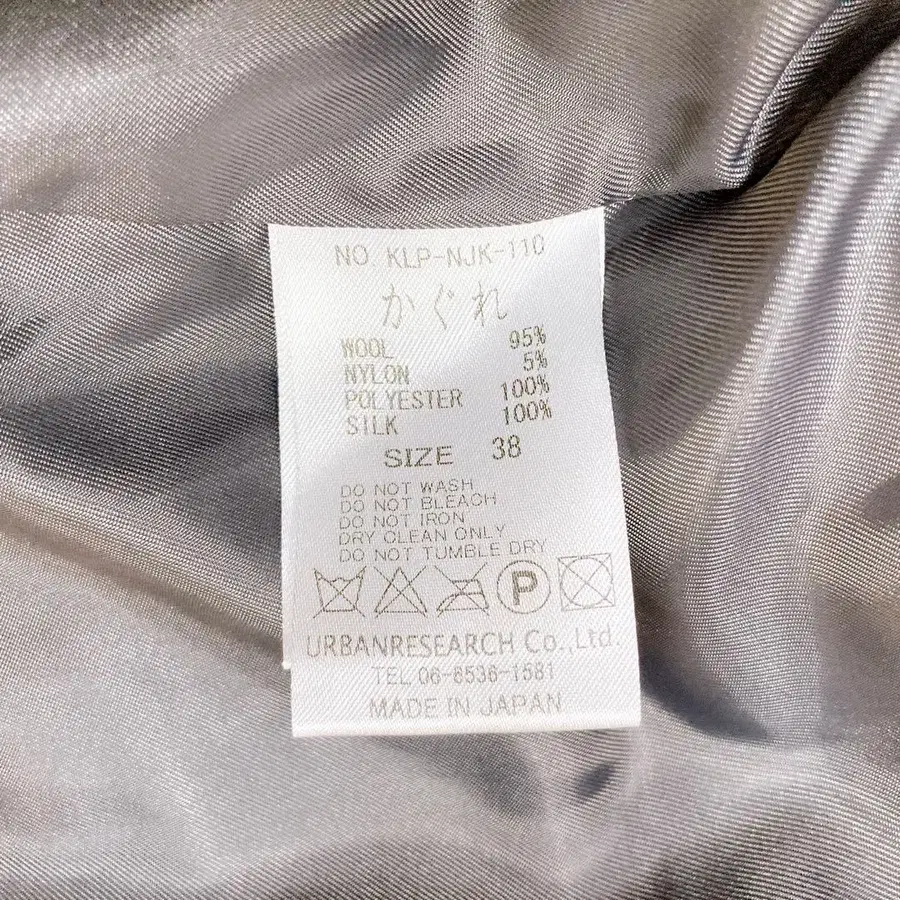 NO. KLP-NJK-110
かぐれ
WOOL 95%
NYLON 5%
POLYESTER 100%
SILK 100%
SIZE 38
DO NOT WASH
DO NOT BLEACH
DO NOT IRON
DRY CLEAN ONLY
DO NOT TUMBLE DRY
P
URBANRESEARCH Co.,Ltd.
TEL 06-6536-1581
MADE IN JAPAN